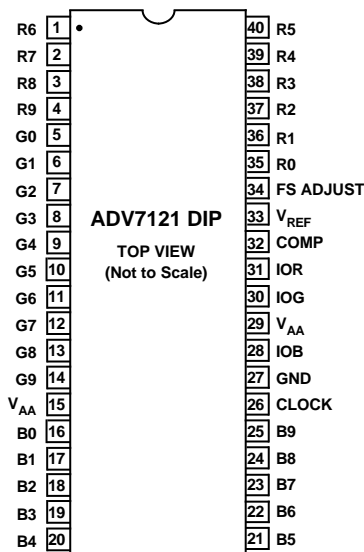 R6 1 40 R5
R7 2 39 R4
R8 3 38 R3
R9 4 37 R2
G0 5 36 R1
G1 6 35 R0
G2 7 34 FS ADJUST
G3 8 ADV7121 DIP 33 VREF
G4 9 TOP VIEW 32 COMP
G5 10 (Not to Scale) 31 IOR
G6 11 30 IOG
G7 12 29 VAA
G8 13 28 IOB
G9 14 27 GND
VAA 15 26 CLOCK
B0 16 25 B9
B1 17 24 B8
B2 18 23 B7
B3 19 22 B6
B4 20 21 B5